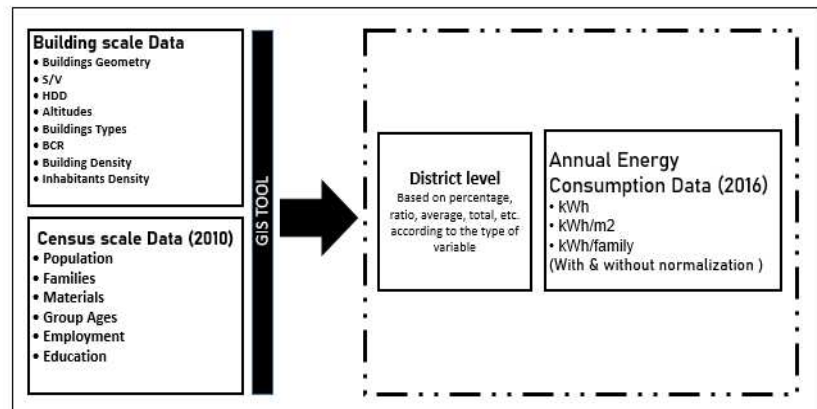 Building scale Data
• Buildings Geometry
• S/V
• HDD
• Altitudes
• Buildings Types
• BCR
• Building Density
• Inhabitants Density
Census scale Data (2010)
• Population
• Families
• Materials
• Group Ages
• Employment
• Education
GIS TOOL
District level
Based on percentage,
ratio, average, total, etc.
according to the type of
variable
Annual Energy
Consumption Data (2016)
• kWh
• kWh/m2
• kWh/family
(With & without normalization )